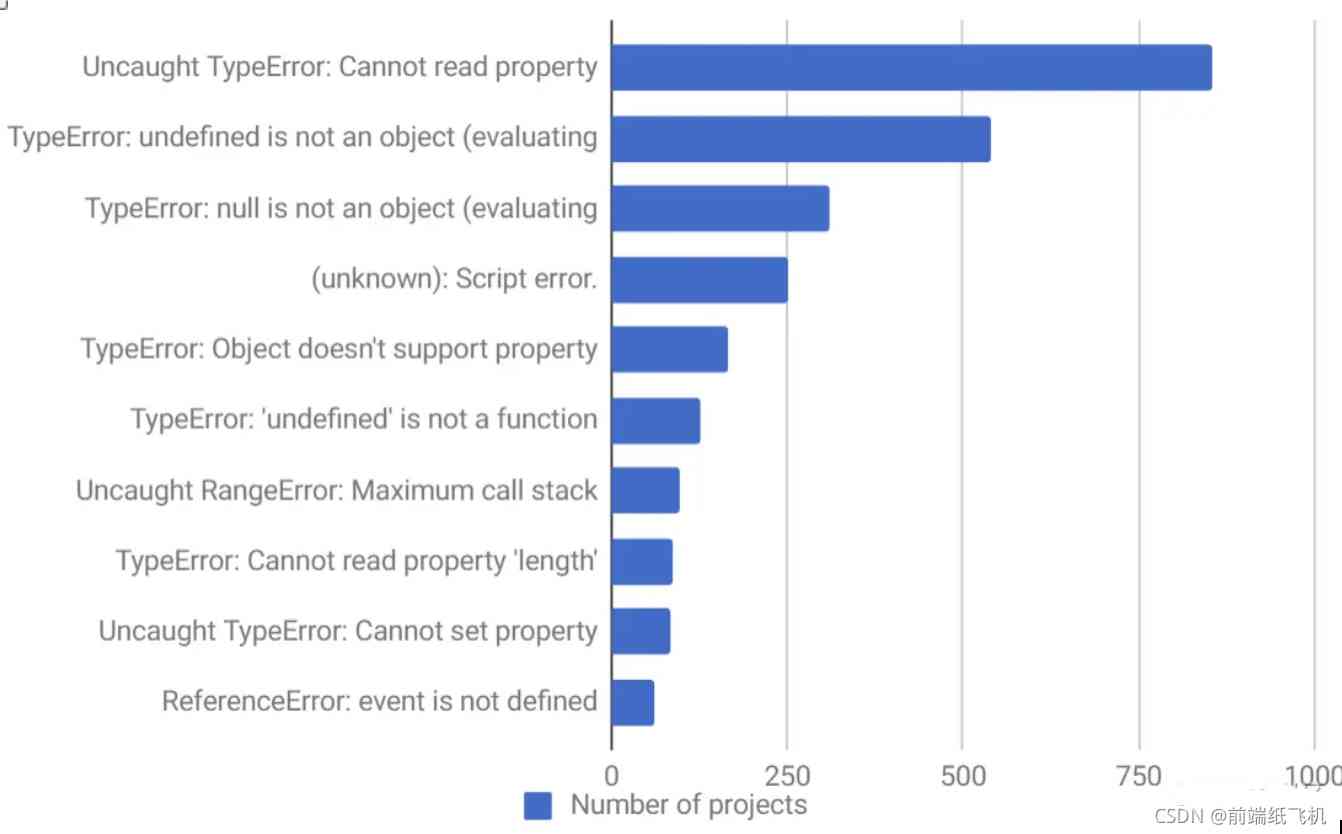 Uncaught TypeError: Cannot read property
TypeError: undefined is not an object (evaluating
TypeError: null is not an object (evaluating
(unknown): Script error.
TypeError: Object doesn't support property
TypeError: 'undefined' is not a function
Uncaught RangeError: Maximum call stack
TypeError: Cannot read property 'length'
Uncaught TypeError: Cannot set property
ReferenceError: event is not defined
0 250 500 750 1000
Number of projects
CSDN @前端纸飞机